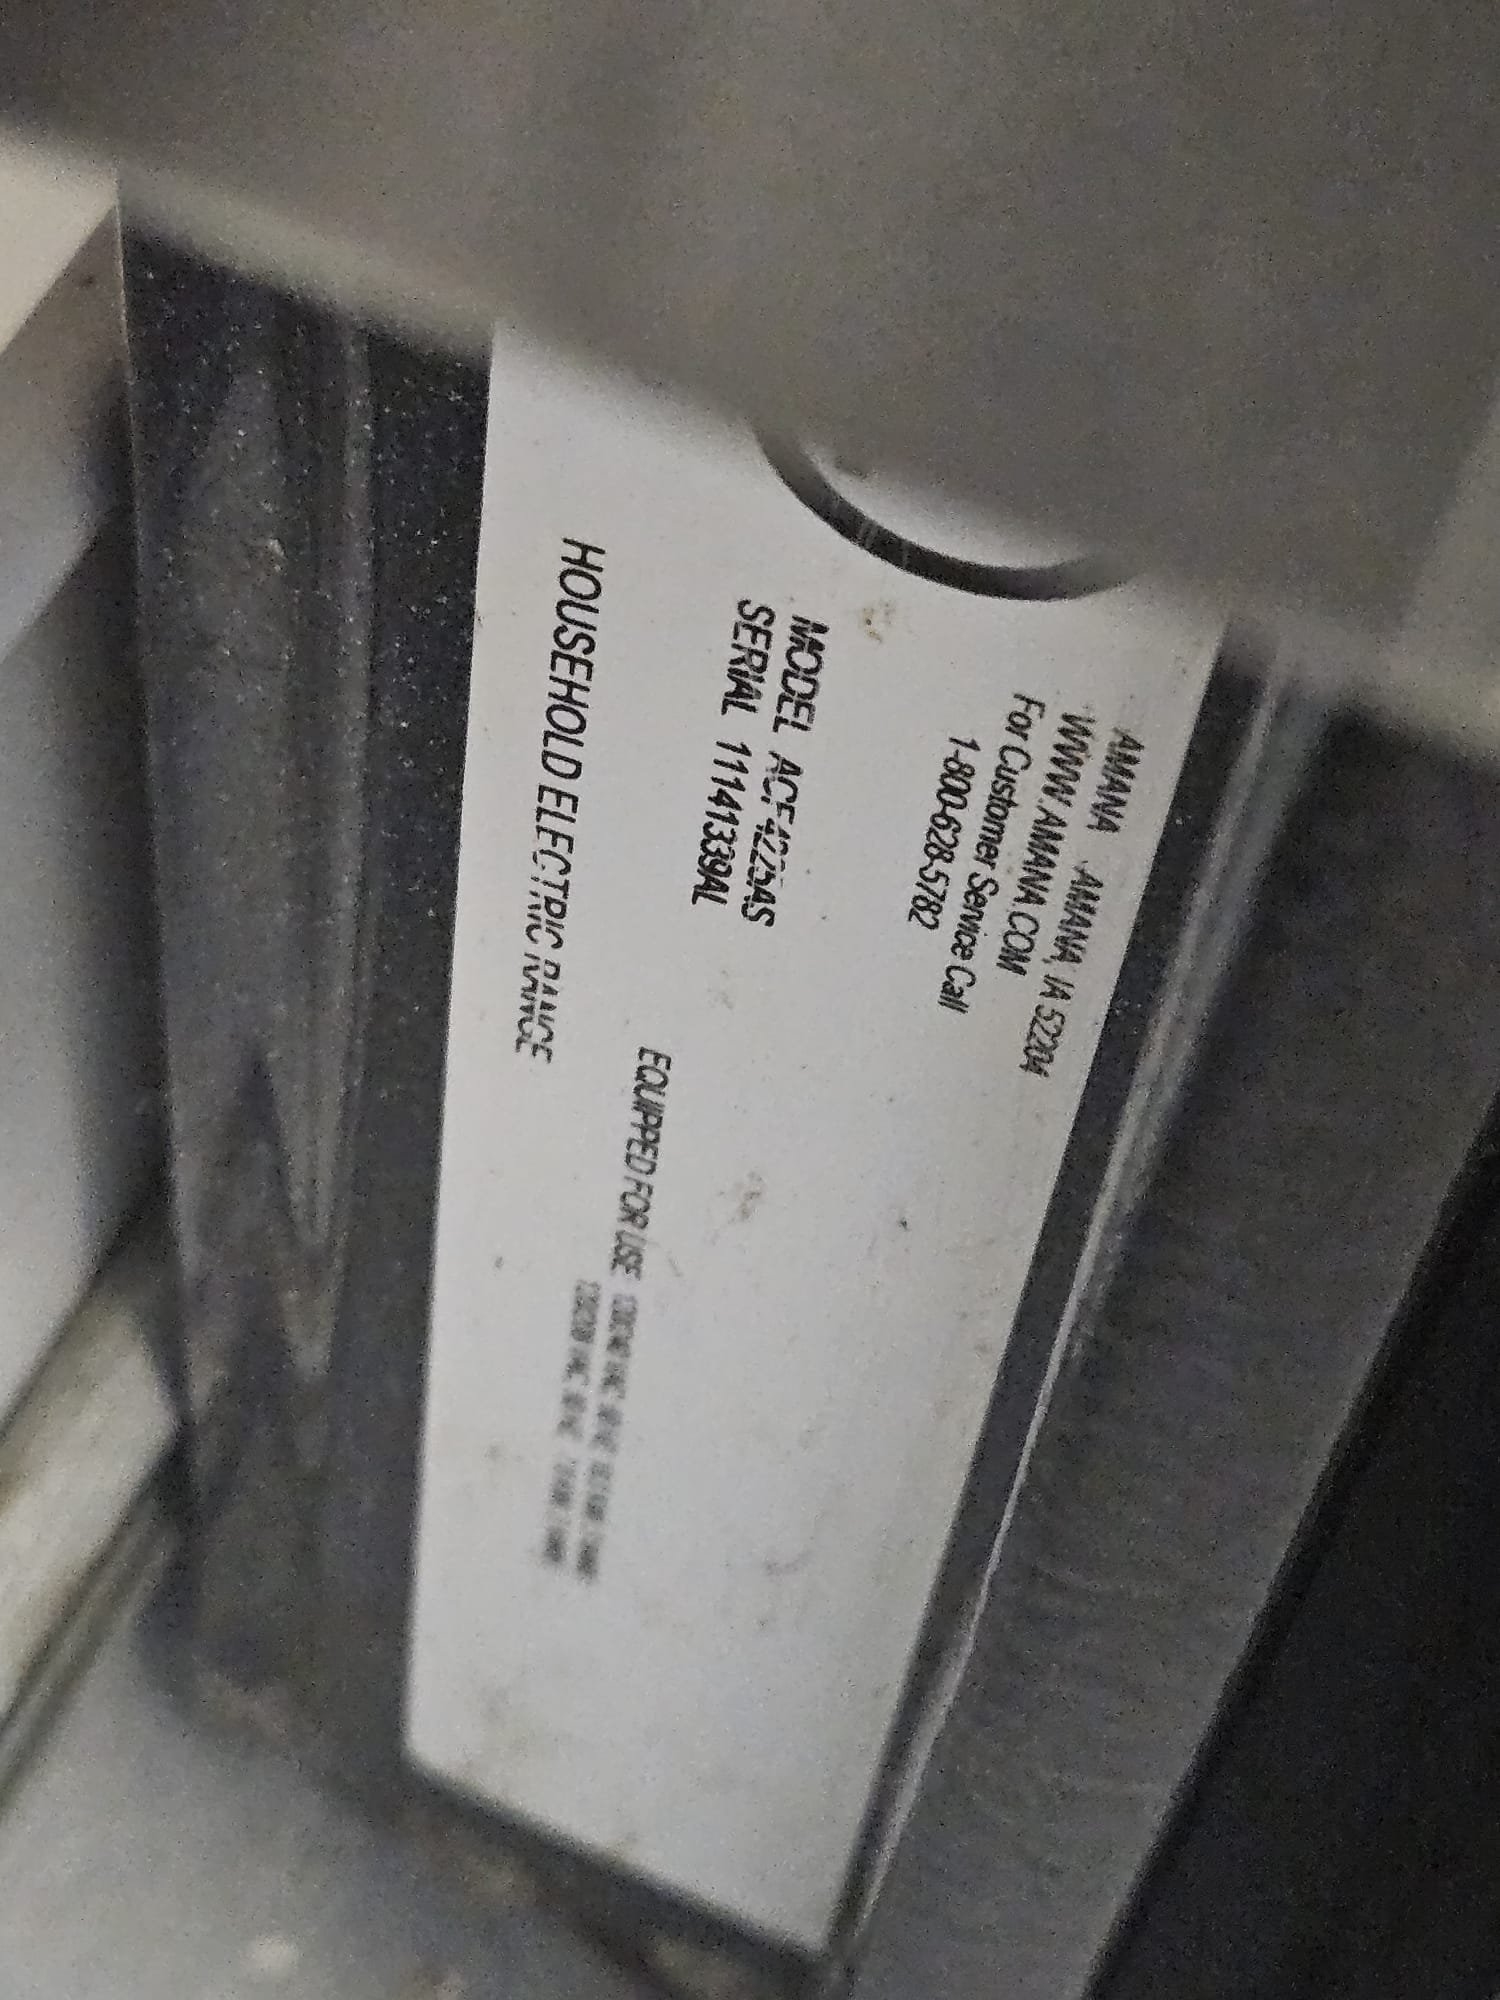 AMANA AMANA, IA 52204
WWW.AMANA.COM
For Customer Service Call
1-800-628-5782
MODEL ACF4225AS
SERIAL 11141339AL
EQUIPPED FOR USE
HOUSEHOLD ELECTRIC RANGE